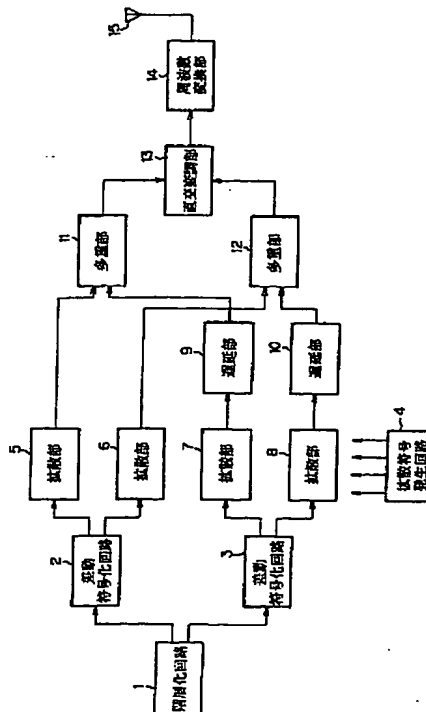 1
階層化回路
2
差動
符号化回路
3
差動
符号化回路
4
拡散符号
発生回路
5
拡散部
6
拡散部
7
拡散部
8
拡散部
9
遅延部
10
遅延部
11
多重部
12
多重部
13
直交変調部
14
周波数
変換部
15